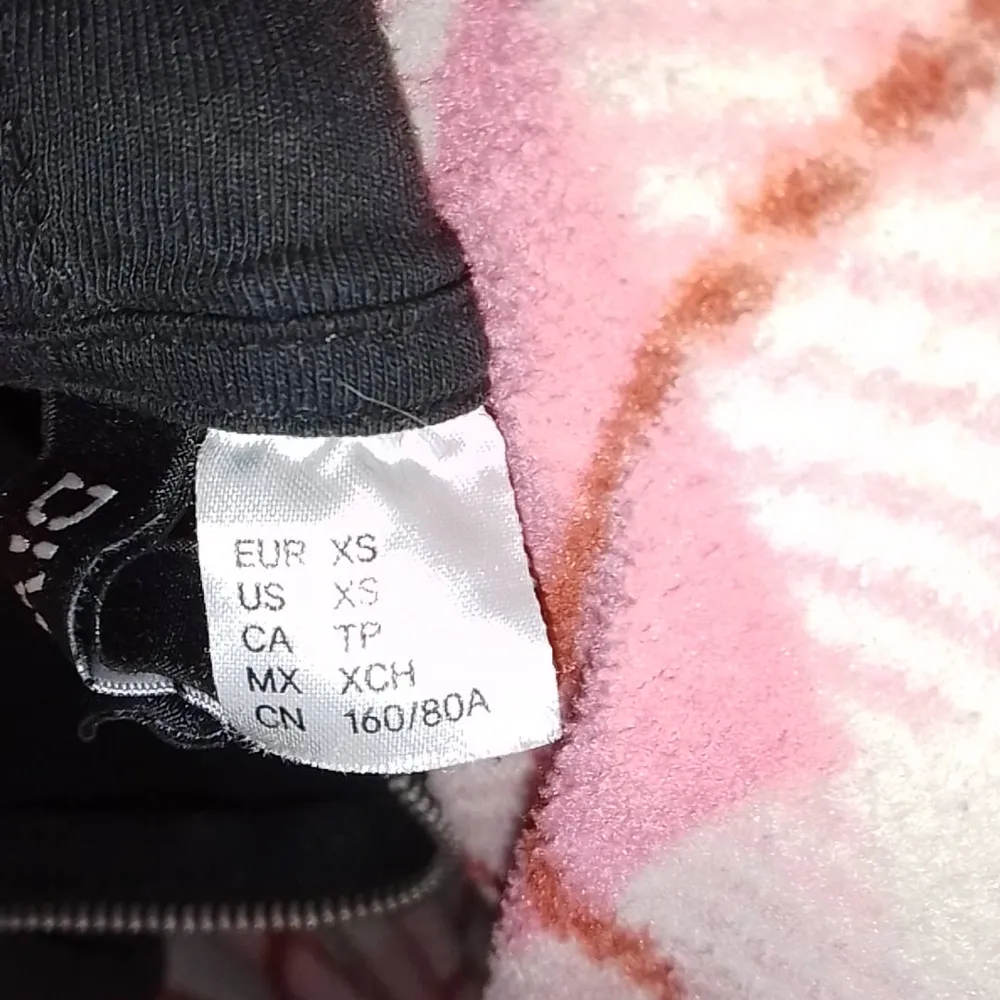 EUR XS
US XS
CA TP
MX XCH
CN 160/80A